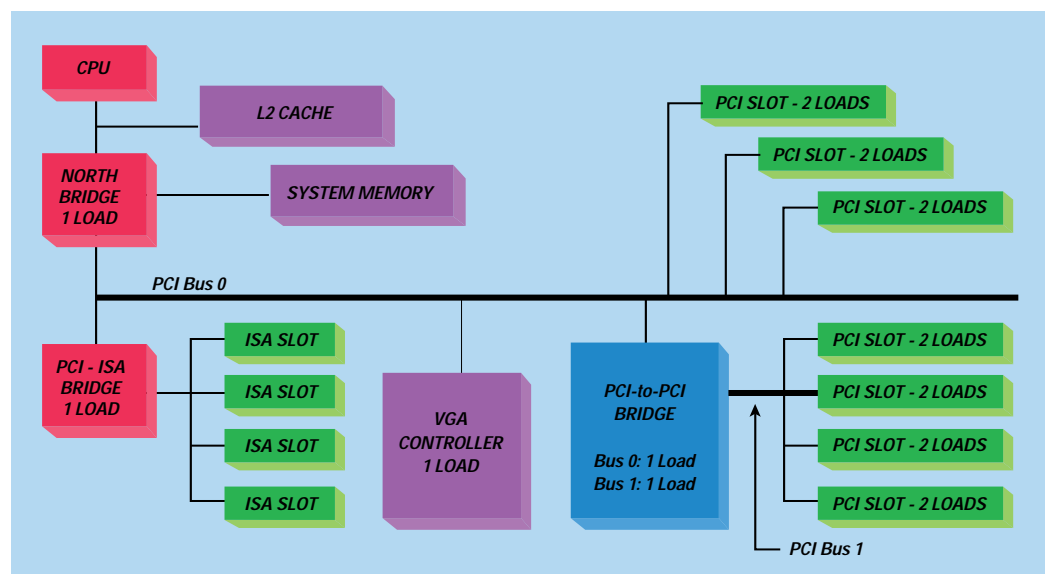 CPU
L2 CACHE
NORTH
BRIDGE
1 LOAD
SYSTEM MEMORY
PCI SLOT - 2 LOADS
PCI SLOT - 2 LOADS
PCI SLOT - 2 LOADS
PCI Bus 0
PCI - ISA
BRIDGE
1 LOAD
ISA SLOT
ISA SLOT
ISA SLOT
ISA SLOT
VGA
CONTROLLER
1 LOAD
PCI-to-PCI
BRIDGE
Bus 0: 1 Load
Bus 1: 1 Load
PCI SLOT - 2 LOADS
PCI SLOT - 2 LOADS
PCI SLOT - 2 LOADS
PCI SLOT - 2 LOADS
PCI Bus 1